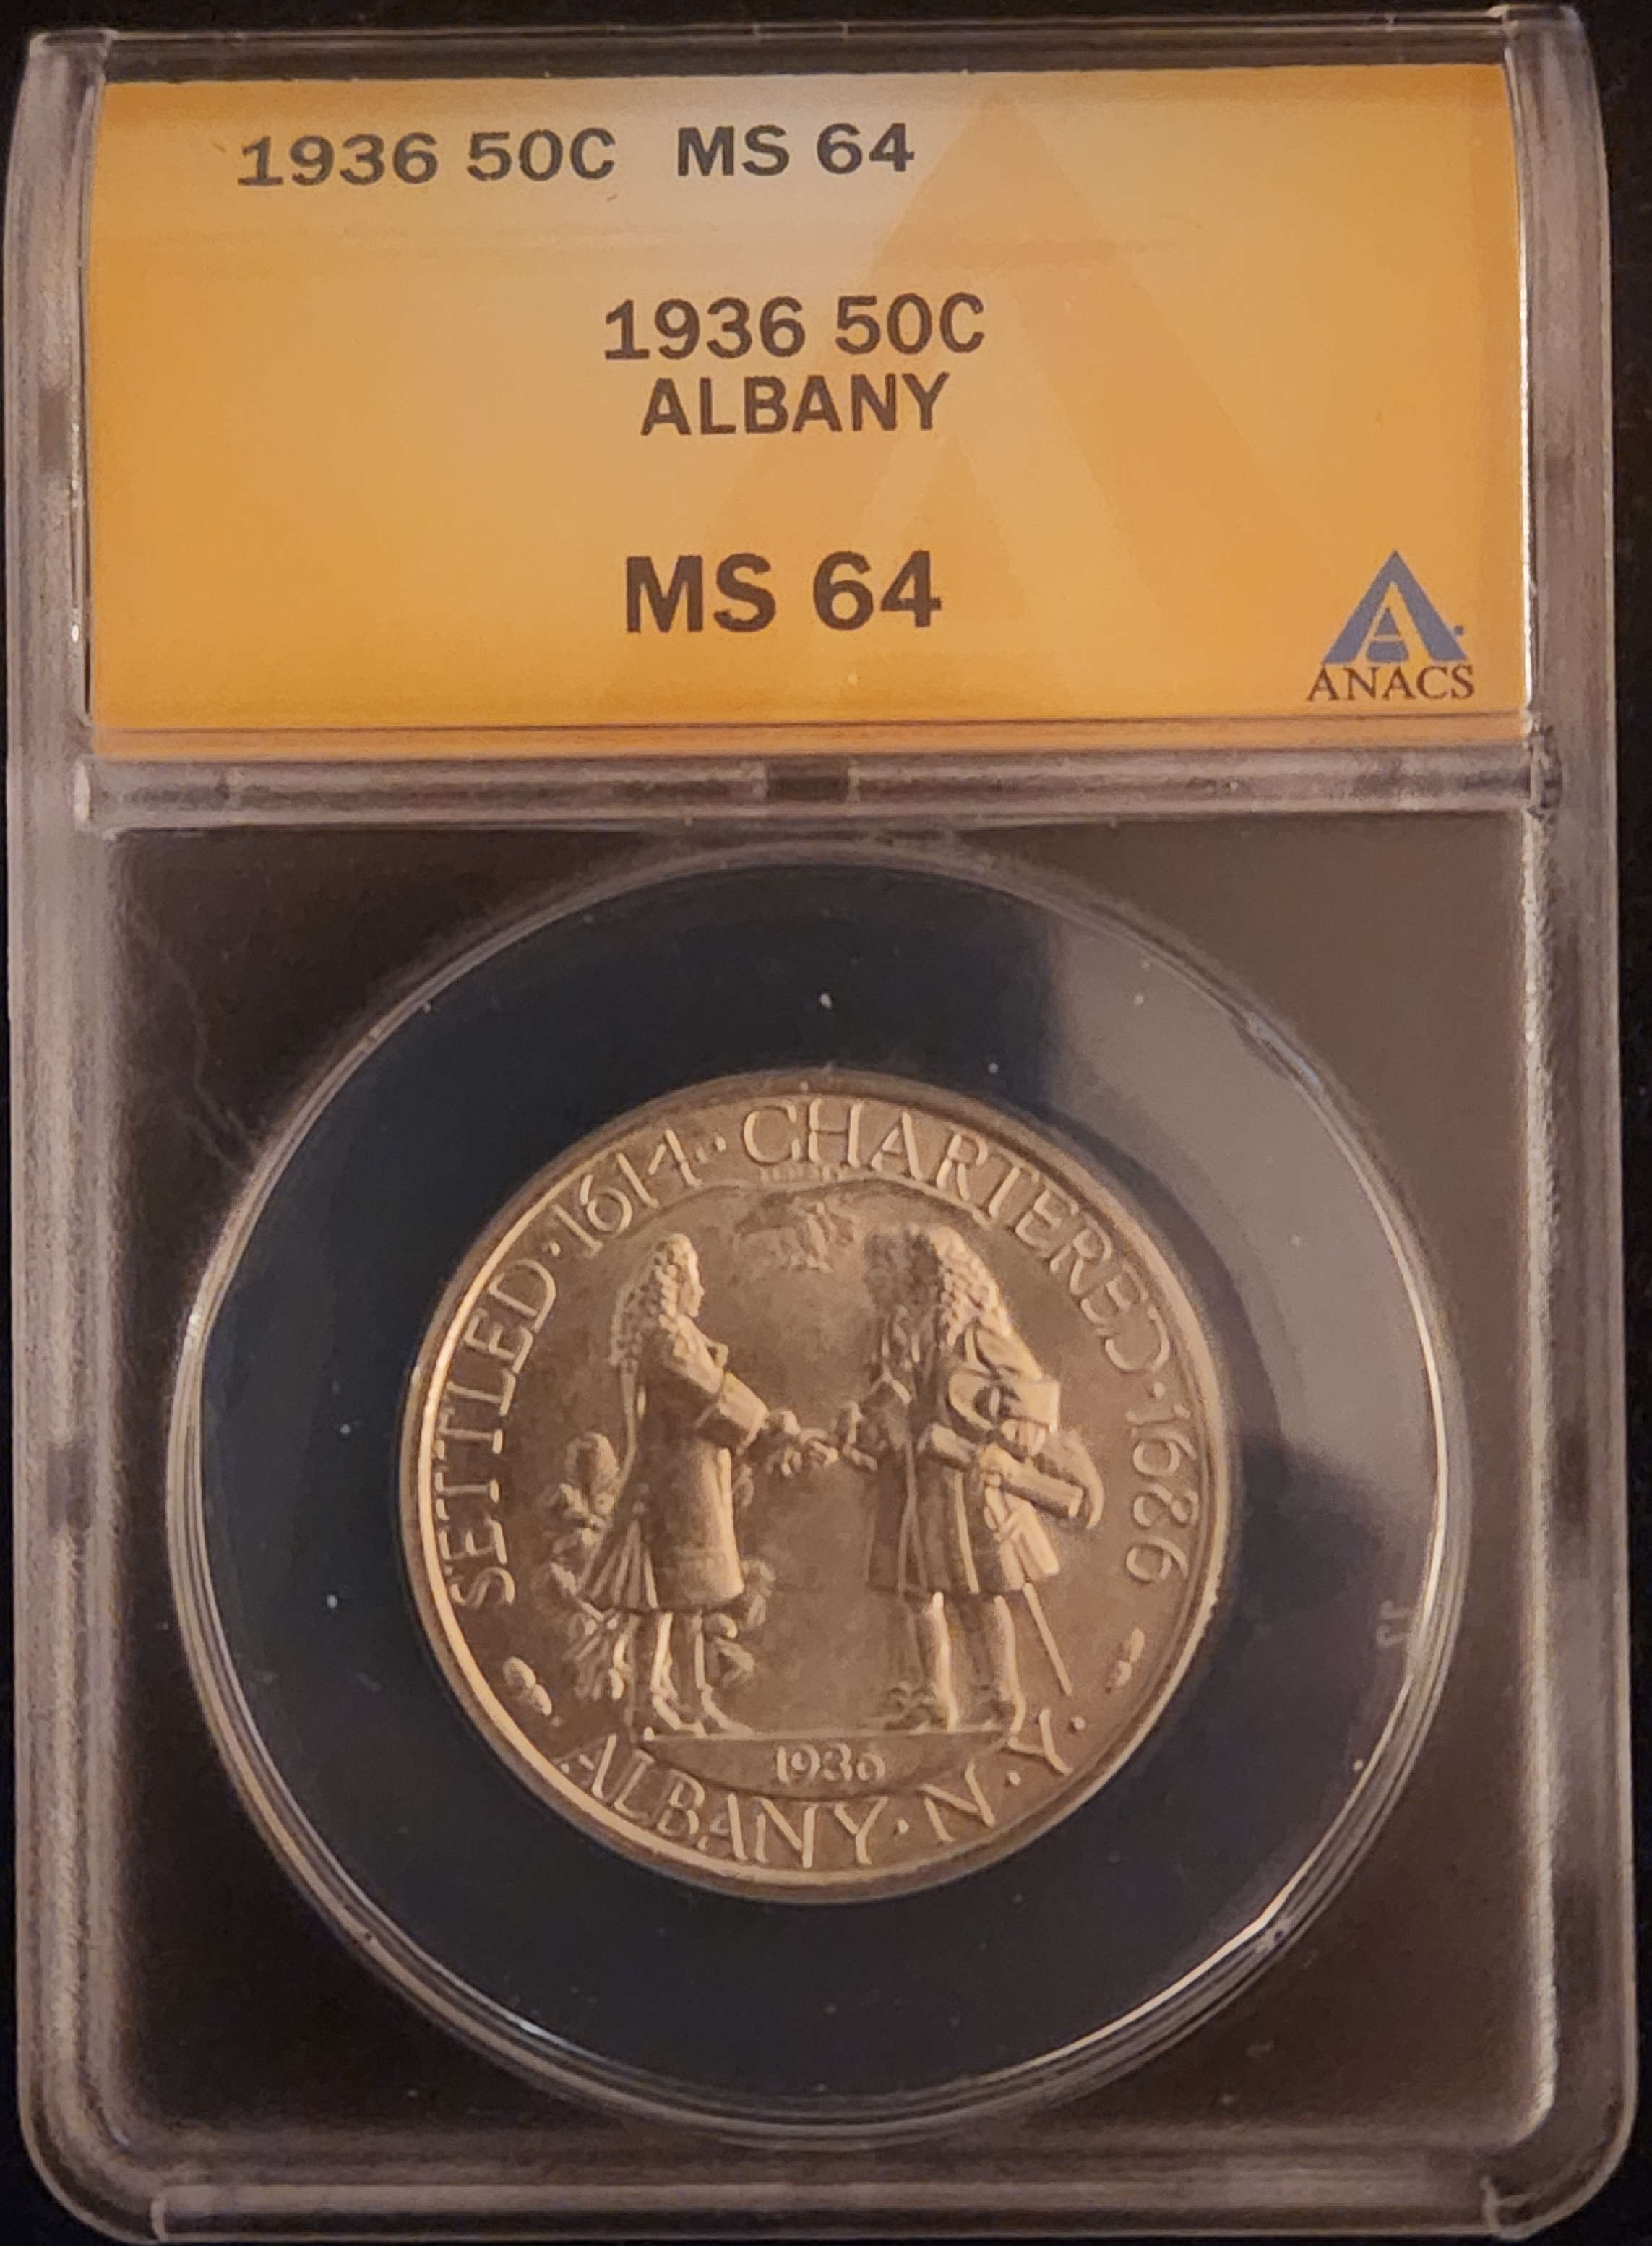 1936 50C MS 64
1936 50C
ALBANY
MS 64
ANACS
SETTLED·1614·CHARTERED·1686
1936
ALBANY·N·Y·